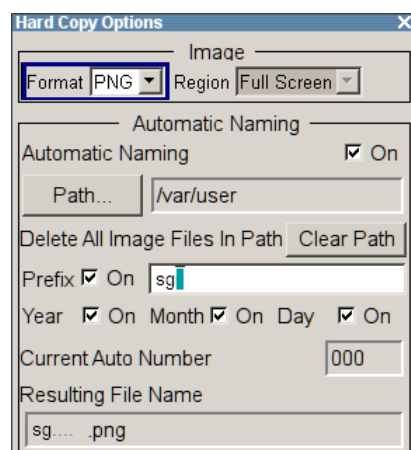 Hard Copy Options
Image
Format PNG Region Full Screen
Automatic Naming
Automatic Naming On
Path... /var/user
Delete All Image Files In Path Clear Path
Prefix On sg
Year On Month On Day On
Current Auto Number 000
Resulting File Name
sg.... .png